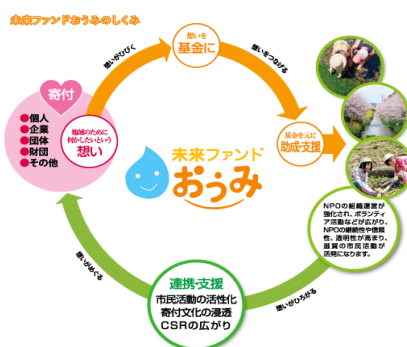 未来ファンドおうみのしくみ
想いを
基金に
想いがひびく
想いをつなげる
寄付
●個人
●企業
●団体
●財団
●その他
地域のために
何かしたいという
想い
基金を元に
助成・支援
未来ファンド
おうみ
NPOの組織運営が
強化され、ボランティ
ア活動などが広がり、
NPOの継続性や信頼
性、透明性が高まり、
滋賀の市民活動が
活発になります。
想いがめぐる
想いがひろがる
連携・支援
市民活動の活性化
寄付文化の浸透
CSRの広がり